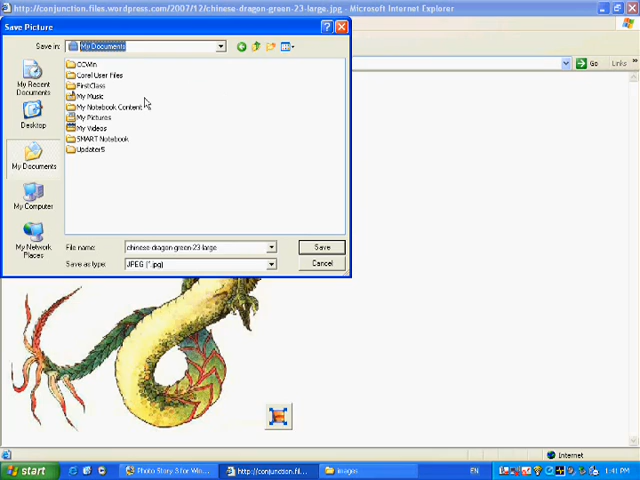 http://conjunction.files.wordpress.com/2007/12/chinese-dragon-green-23-large.jpg - Microsoft Internet Explorer
Save Picture
Save in:
My Documents
Go
Links
My Recent
Documents
Desktop
My Documents
My Computer
My Network
Places
CCWin
Corel User Files
FirstClass
My Music
My Notebook Content
My Pictures
My Videos
SMART Notebook
Updater5
File name:
chinese-dragon-green-23-large
Save
Save as type:
JPEG (*.jpg)
Cancel
Internet
start
Photo Story 3 for Win...
http://conjunction.fil...
images
EN
1:41 PM